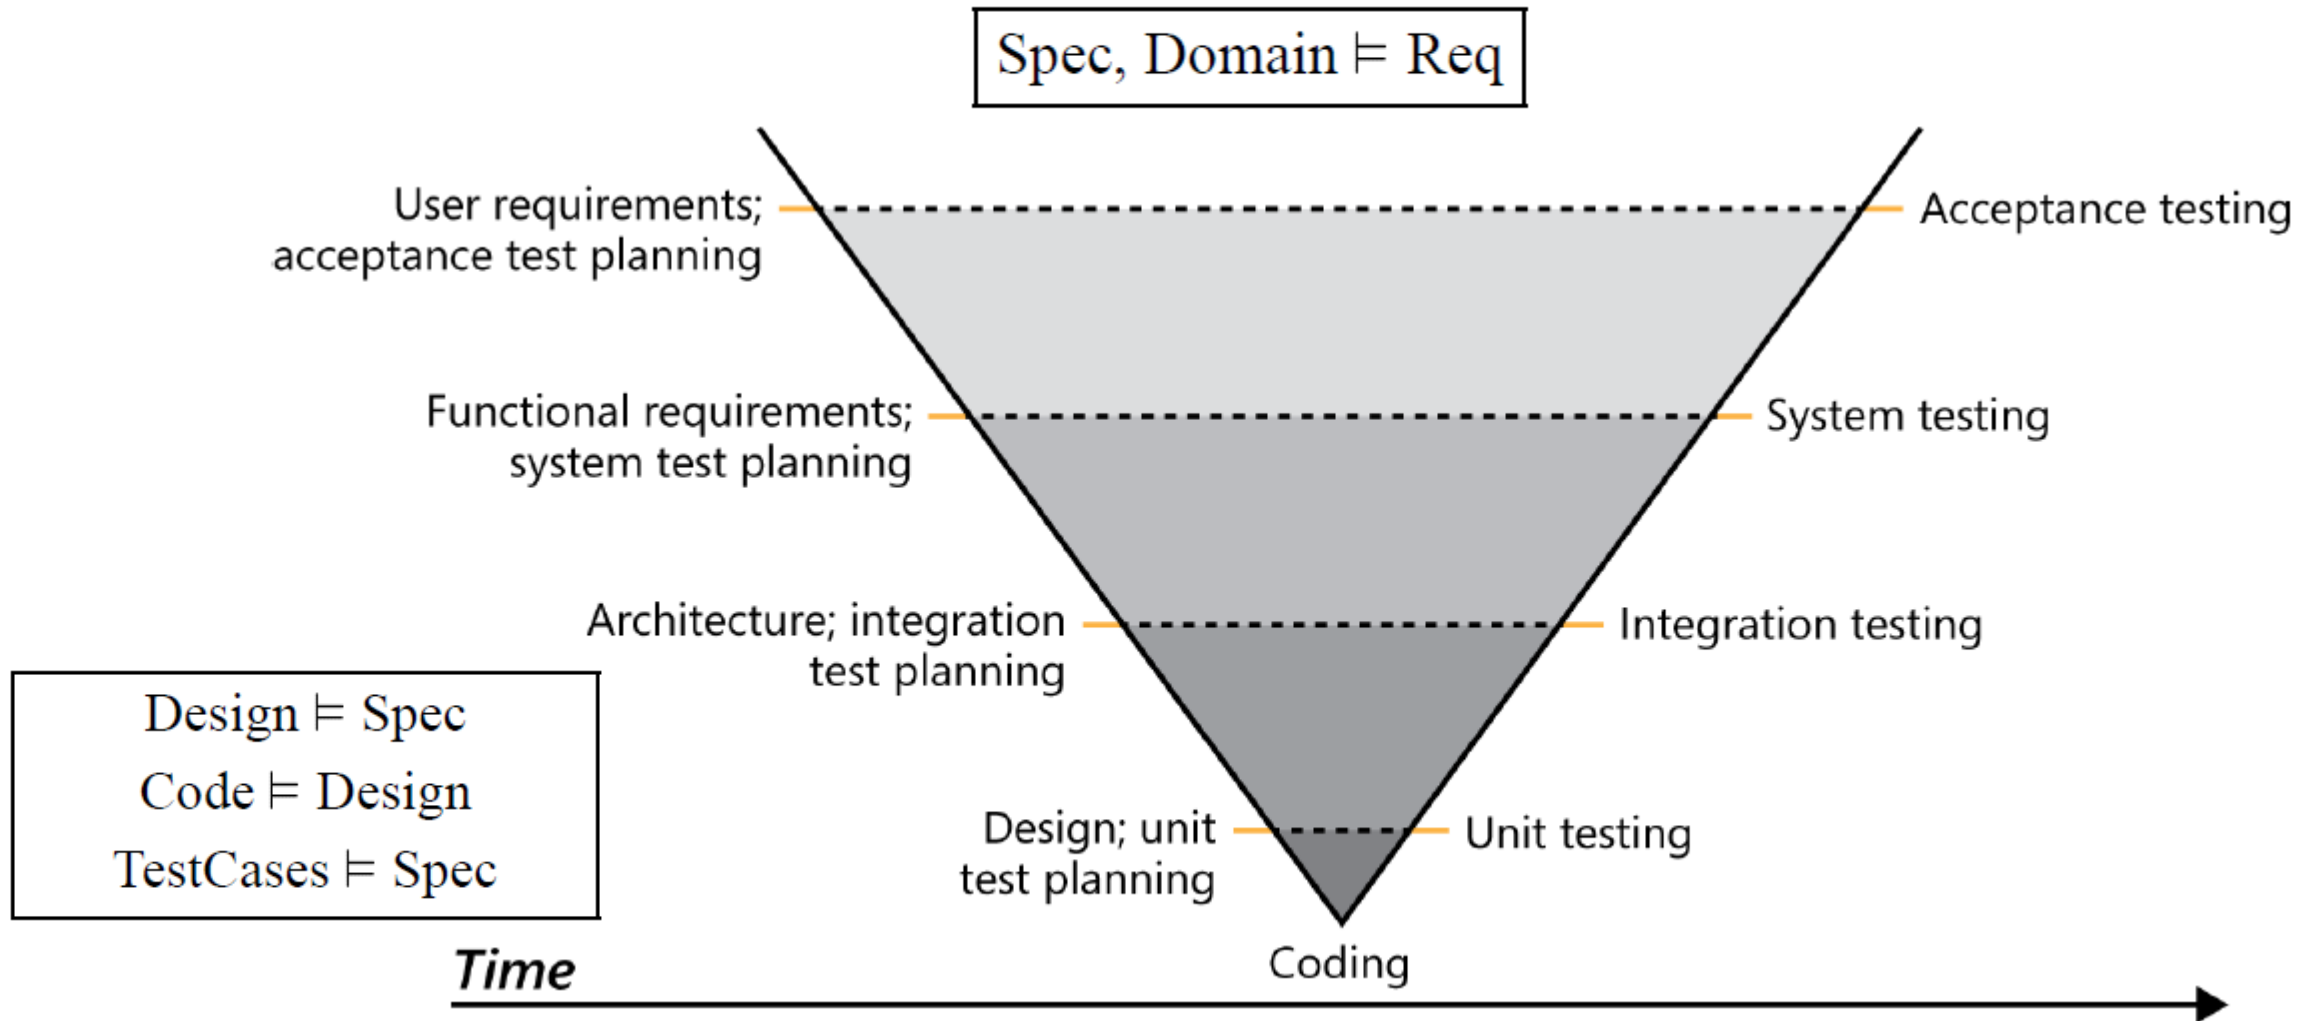 Spec, Domain ⊨ Req
User requirements;
acceptance test planning
Acceptance testing
Functional requirements;
system test planning
System testing
Architecture; integration
test planning
Integration testing
Design ⊨ Spec
Code ⊨ Design
TestCases ⊨ Spec
Design; unit
test planning
Unit testing
Coding
Time